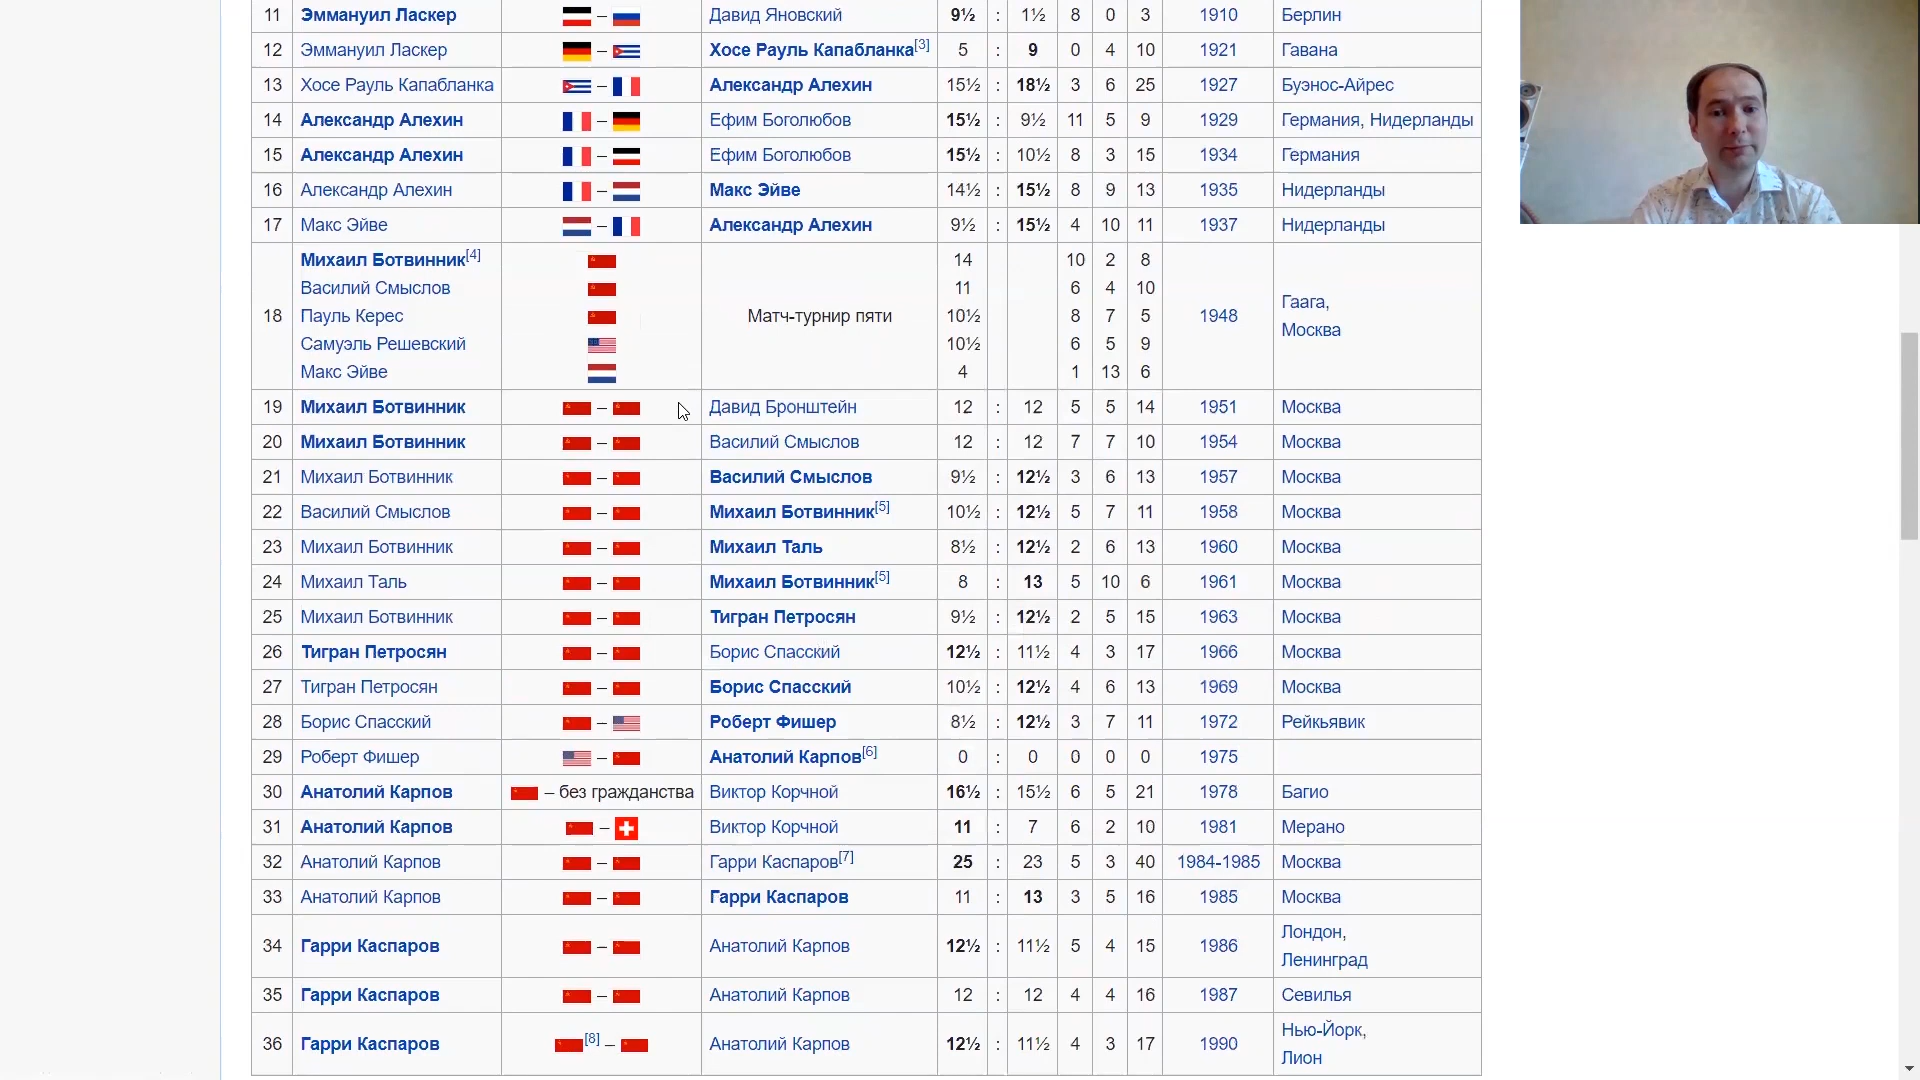 11 Эммануил Ласкер – Давид Яновский 9½ : 1½ 8 0 3 1910 Берлин
12 Эммануил Ласкер – Хосе Рауль Капабланка[3] 5 : 9 0 4 10 1921 Гавана
13 Хосе Рауль Капабланка – Александр Алехин 15½ : 18½ 3 6 25 1927 Буэнос-Айрес
14 Александр Алехин – Ефим Боголюбов 15½ : 9½ 11 5 9 1929 Германия, Нидерланды
15 Александр Алехин – Ефим Боголюбов 15½ : 10½ 8 3 15 1934 Германия
16 Александр Алехин – Макс Эйве 14½ : 15½ 8 9 13 1935 Нидерланды
17 Макс Эйве – Александр Алехин 9½ : 15½ 4 10 11 1937 Нидерланды
Михаил Ботвинник[4] 14 10 2 8
Василий Смыслов 11 6 4 10
Гаага,
18 Пауль Керес Матч-турнир пяти 10½ 8 7 5 1948
Москва
Самуэль Решевский 10½ 6 5 9
Макс Эйве 4 1 13 6
19 Михаил Ботвинник – Давид Бронштейн 12 : 12 5 5 14 1951 Москва
20 Михаил Ботвинник – Василий Смыслов 12 : 12 7 7 10 1954 Москва
21 Михаил Ботвинник – Василий Смыслов 9½ : 12½ 3 6 13 1957 Москва
22 Василий Смыслов – Михаил Ботвинник[5] 10½ : 12½ 5 7 11 1958 Москва
23 Михаил Ботвинник – Михаил Таль 8½ : 12½ 2 6 13 1960 Москва
24 Михаил Таль – Михаил Ботвинник[5] 8 : 13 5 10 6 1961 Москва
25 Михаил Ботвинник – Тигран Петросян 9½ : 12½ 2 5 15 1963 Москва
26 Тигран Петросян – Борис Спасский 12½ : 11½ 4 3 17 1966 Москва
27 Тигран Петросян – Борис Спасский 10½ : 12½ 4 6 13 1969 Москва
28 Борис Спасский – Роберт Фишер 8½ : 12½ 3 7 11 1972 Рейкьявик
29 Роберт Фишер – Анатолий Карпов[6] 0 : 0 0 0 0 1975
30 Анатолий Карпов – без гражданства Виктор Корчной 16½ : 15½ 6 5 21 1978 Багио
31 Анатолий Карпов – Виктор Корчной 11 : 7 6 2 10 1981 Мерано
32 Анатолий Карпов – Гарри Каспаров[7] 25 : 23 5 3 40 1984-1985 Москва
33 Анатолий Карпов – Гарри Каспаров 11 : 13 3 5 16 1985 Москва
34 Гарри Каспаров – Анатолий Карпов 12½ : 11½ 5 4 15 1986 Лондон,
Ленинград
35 Гарри Каспаров – Анатолий Карпов 12 : 12 4 4 16 1987 Севилья
36 Гарри Каспаров [8] – Анатолий Карпов 12½ : 11½ 4 3 17 1990 Нью-Йорк,
Лион